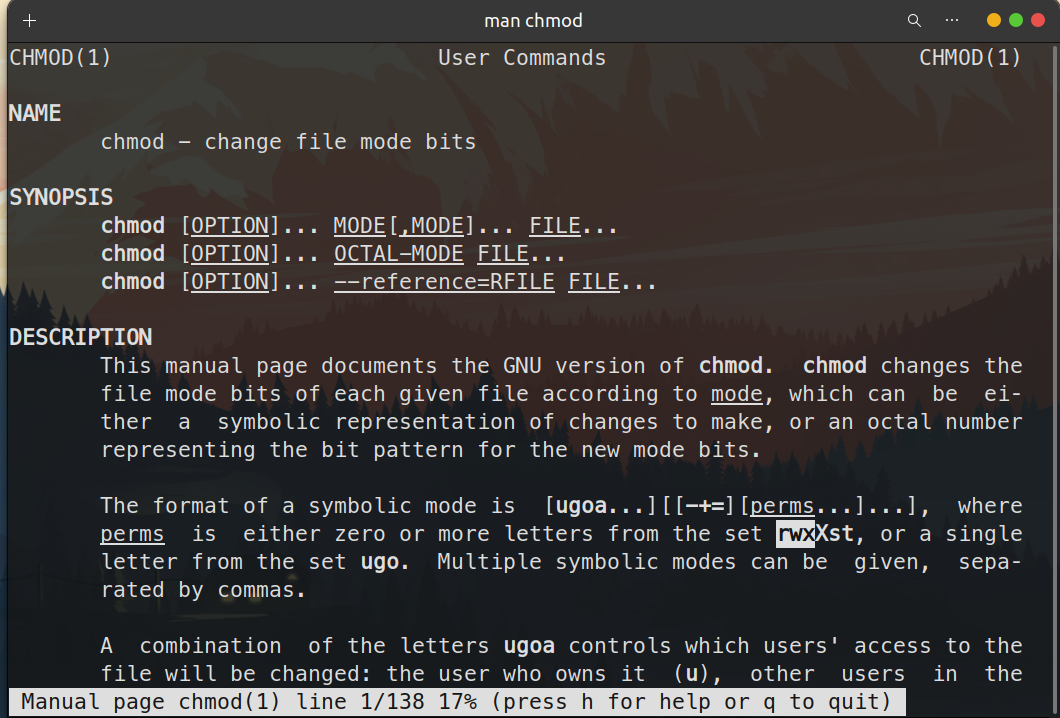 man chmod
CHMOD(1) User Commands CHMOD(1)
NAME
chmod - change file mode bits
SYNOPSIS
chmod [OPTION]... MODE[,MODE]... FILE...
chmod [OPTION]... OCTAL-MODE FILE...
chmod [OPTION]... --reference=RFILE FILE...
DESCRIPTION
This manual page documents the GNU version of chmod. chmod changes the
file mode bits of each given file according to mode, which can be ei-
ther a symbolic representation of changes to make, or an octal number
representing the bit pattern for the new mode bits.
The format of a symbolic mode is [ugoa...][[-+=][perms...]...], where
perms is either zero or more letters from the set rwxXst, or a single
letter from the set ugo. Multiple symbolic modes can be given, sepa-
rated by commas.
A combination of the letters ugoa controls which users' access to the
file will be changed: the user who owns it (u), other users in the
Manual page chmod(1) line 1/138 17% (press h for help or q to quit)